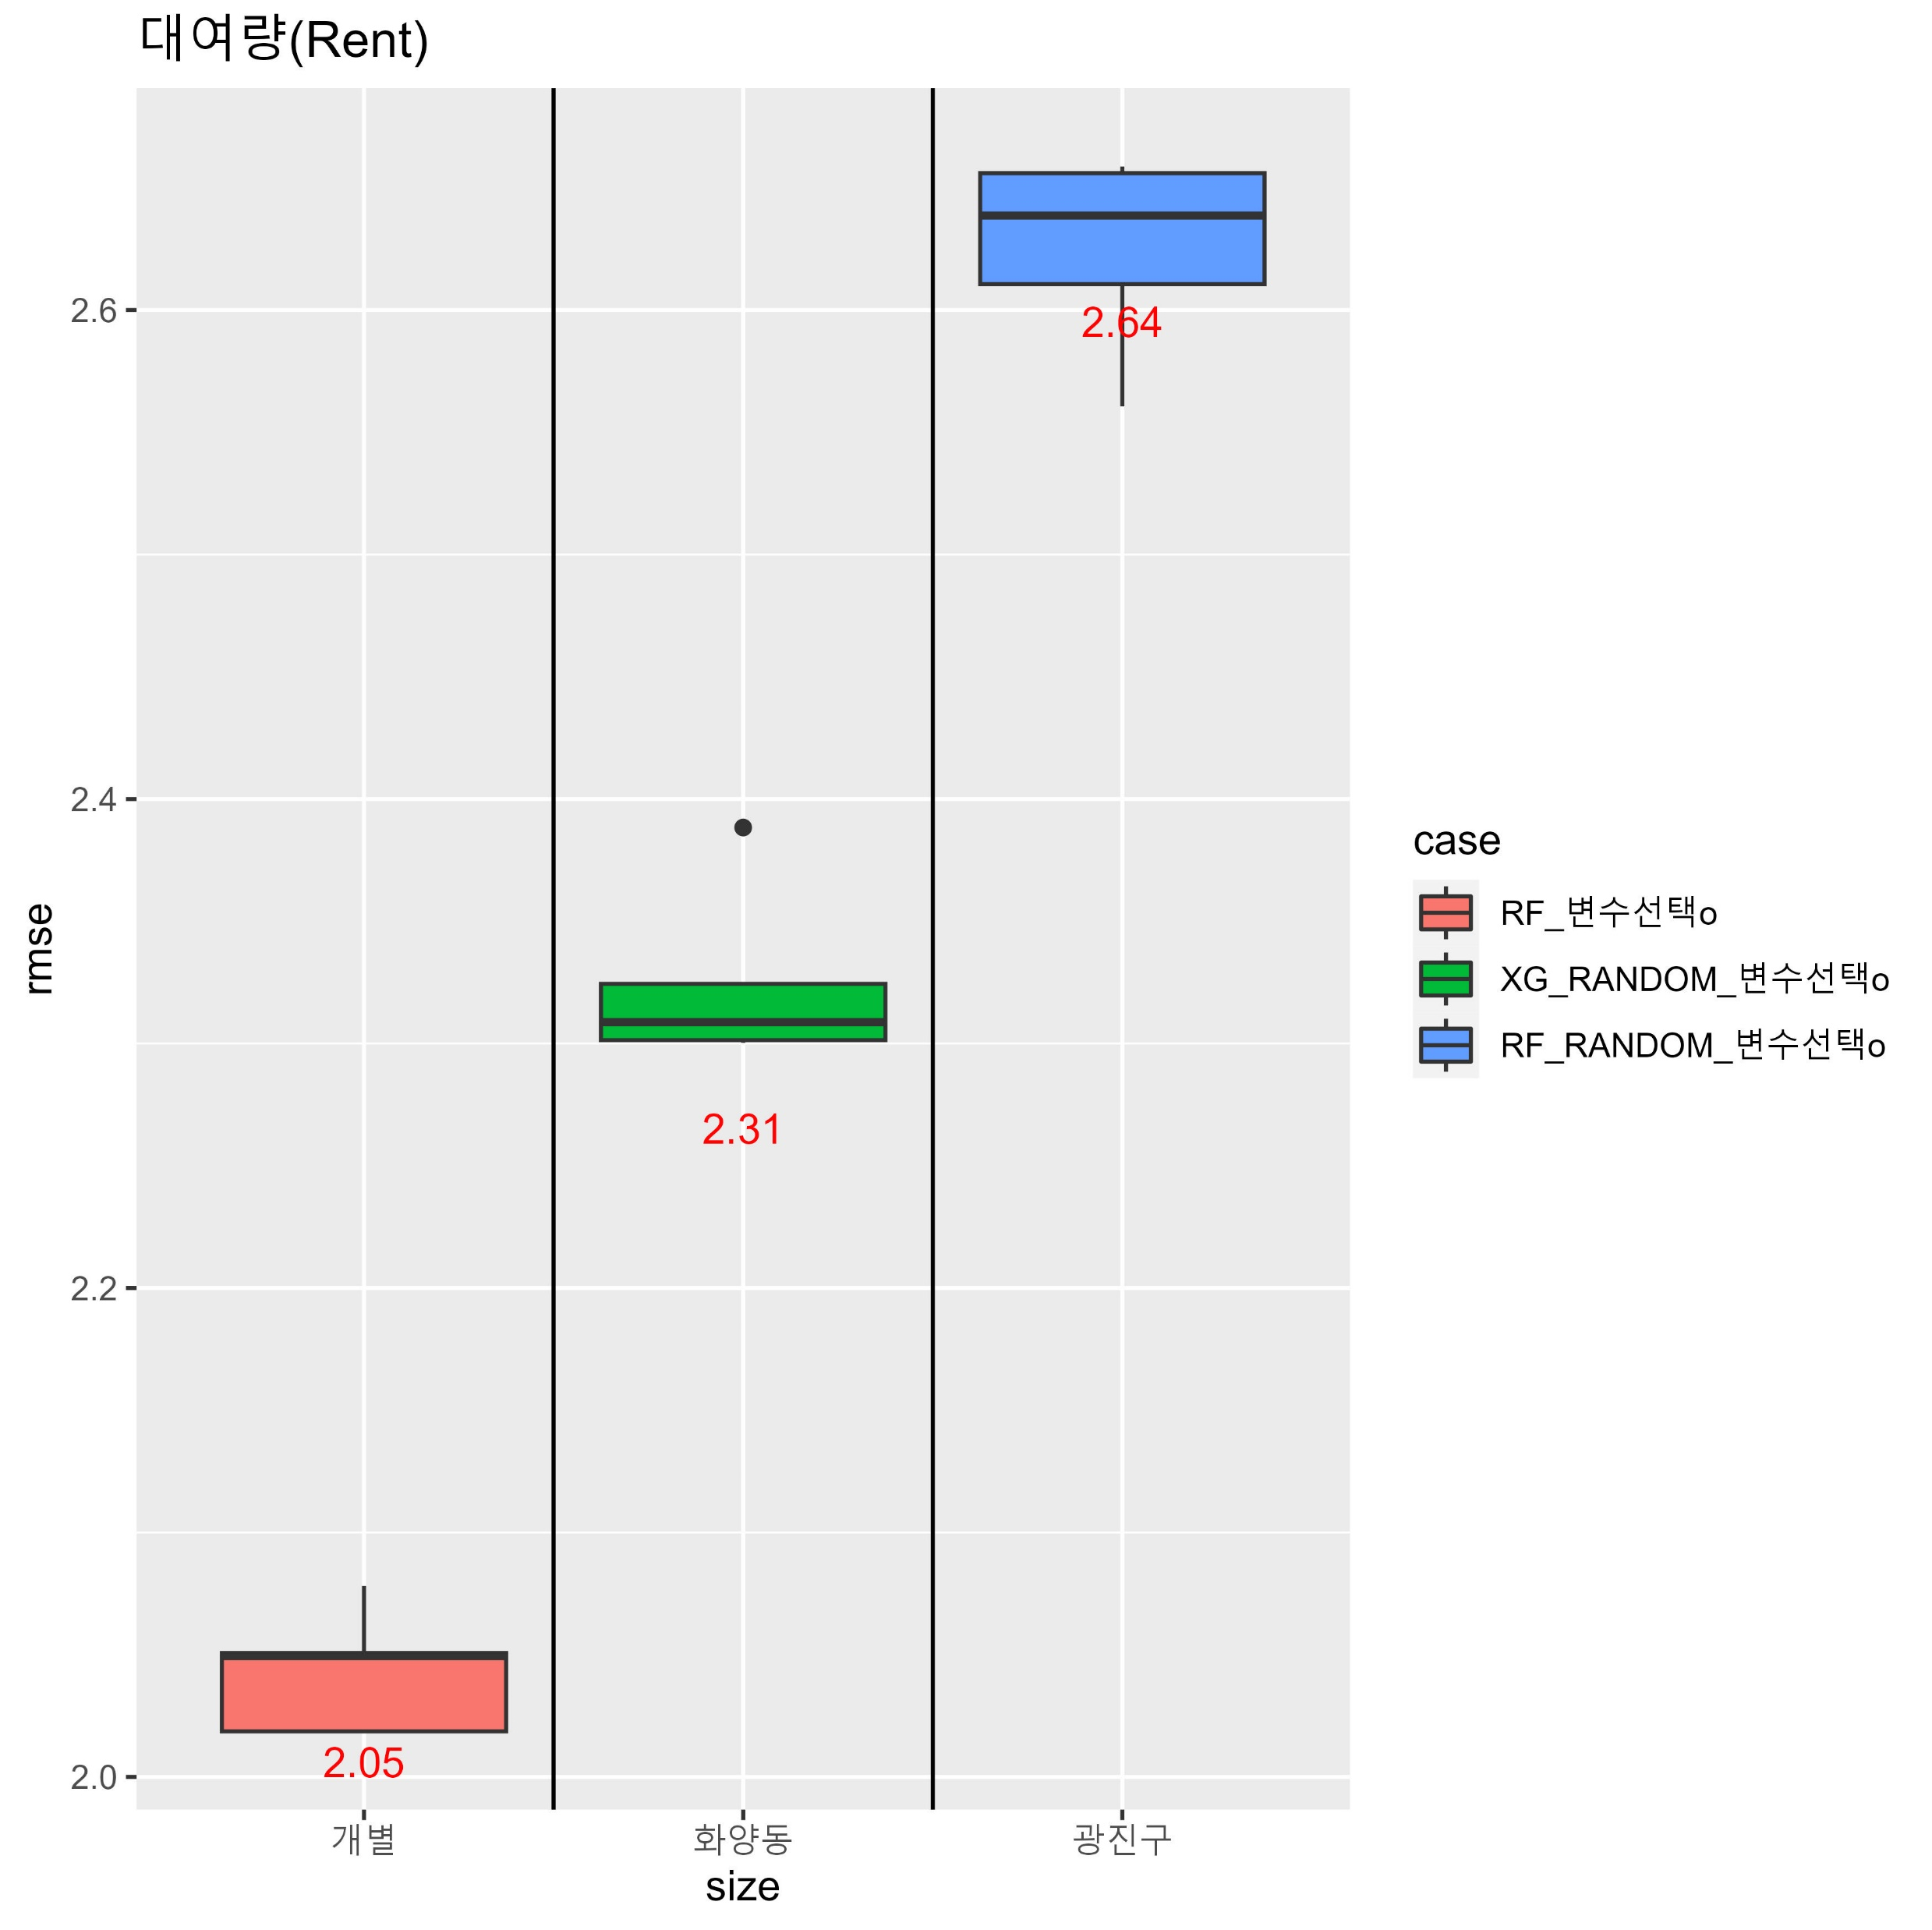 대여량(Rent)
rmse
2.6
2.4
2.2
2.0
2.64
2.31
2.05
개별
화양동
광진구
size
case
RF_변수선택o
XG_RANDOM_변수선택o
RF_RANDOM_변수선택o